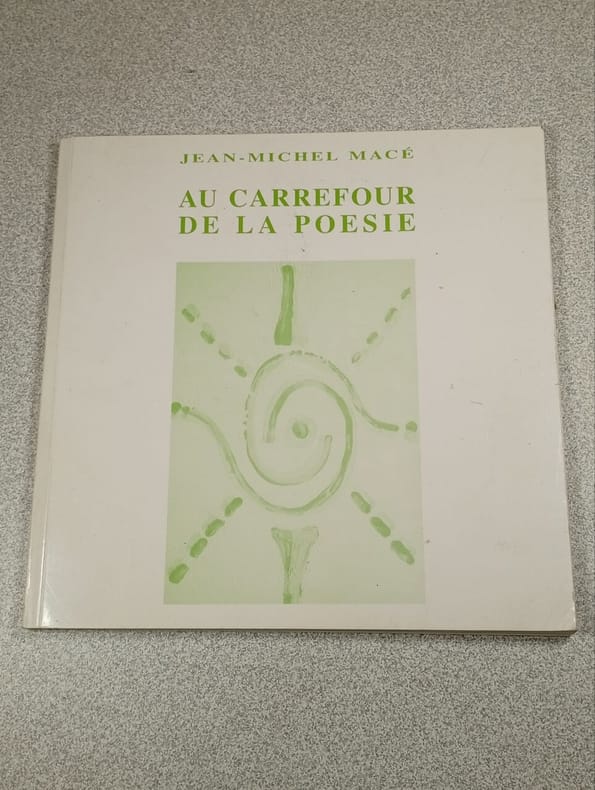 JEAN-MICHEL MACÉ
AU CARREFOUR
DE LA POESIE